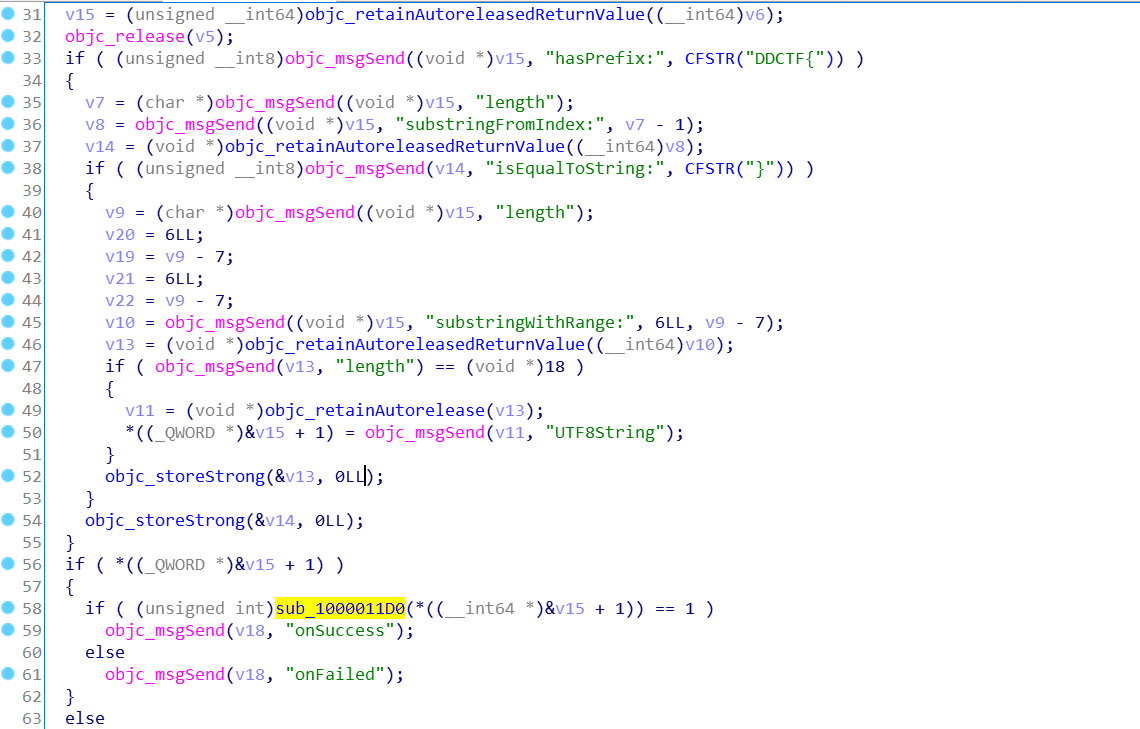 31 v15 = (unsigned __int64)objc_retainAutoreleasedReturnValue((__int64)v6);
32 objc_release(v5);
33 if ( (unsigned __int8)objc_msgSend((void *)v15, "hasPrefix:", CFSTR("DDCTF{")) )
34 {
35   v7 = (char *)objc_msgSend((void *)v15, "length");
36   v8 = objc_msgSend((void *)v15, "substringFromIndex:", v7 - 1);
37   v14 = (void *)objc_retainAutoreleasedReturnValue((__int64)v8);
38   if ( (unsigned __int8)objc_msgSend(v14, "isEqualToString:", CFSTR("}")) )
39   {
40     v9 = (char *)objc_msgSend((void *)v15, "length");
41     v20 = 6LL;
42     v19 = v9 - 7;
43     v21 = 6LL;
44     v22 = v9 - 7;
45     v10 = objc_msgSend((void *)v15, "substringWithRange:", 6LL, v9 - 7);
46     v13 = (void *)objc_retainAutoreleasedReturnValue((__int64)v10);
47     if ( objc_msgSend(v13, "length") == (void *)18 )
48     {
49       v11 = (void *)objc_retainAutorelease(v13);
50       *((_QWORD *)&v15 + 1) = objc_msgSend(v11, "UTF8String");
51     }
52     objc_storeStrong(&v13, 0LL);
53   }
54   objc_storeStrong(&v14, 0LL);
55 }
56 if ( *((_QWORD *)&v15 + 1) )
57 {
58   if ( (unsigned int)sub_1000011D0(*((__int64 *)&v15 + 1)) == 1 )
59     objc_msgSend(v18, "onSuccess");
60   else
61     objc_msgSend(v18, "onFailed");
62 }
63 else